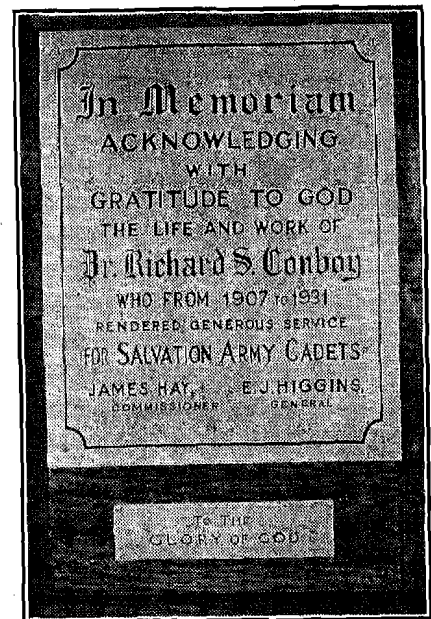 In Memoriam
ACKNOWLEDGING
WITH
GRATITUDE TO GOD
THE LIFE AND WORK OF
Dr. Richard S. Conboy
WHO FROM 1907 to 1931
RENDERED GENEROUS SERVICE
FOR SALVATION ARMY CADETS
JAMES HAY, E.J. HIGGINS,
COMMISSIONER GENERAL
TO THE
GLORY OF GOD